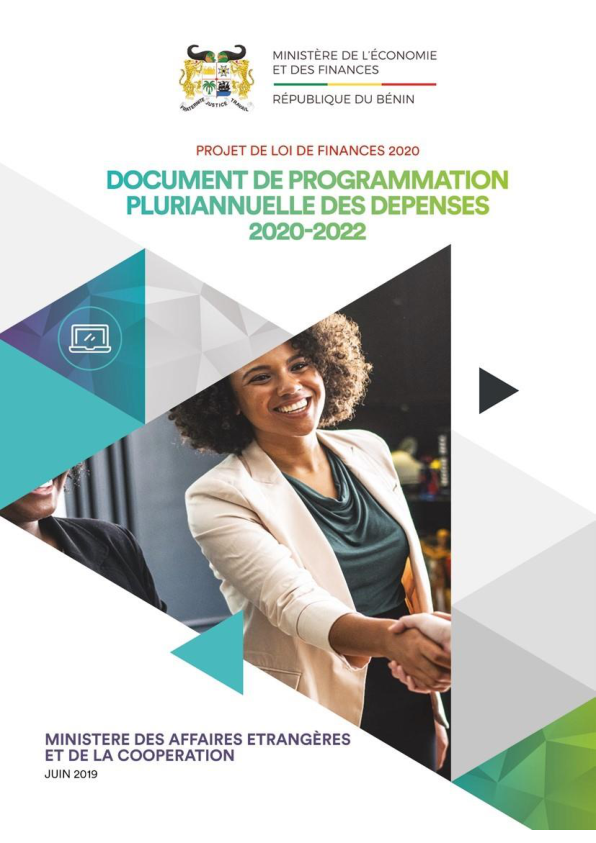 MINISTÈRE DE L'ÉCONOMIE
ET DES FINANCES
RÉPUBLIQUE DU BÉNIN
FRATERNITE JUSTICE TRAVAIL
PROJET DE LOI DE FINANCES 2020
DOCUMENT DE PROGRAMMATION
PLURIANNUELLE DES DEPENSES
2020-2022
MINISTERE DES AFFAIRES ETRANGÈRES
ET DE LA COOPERATION
JUIN 2019